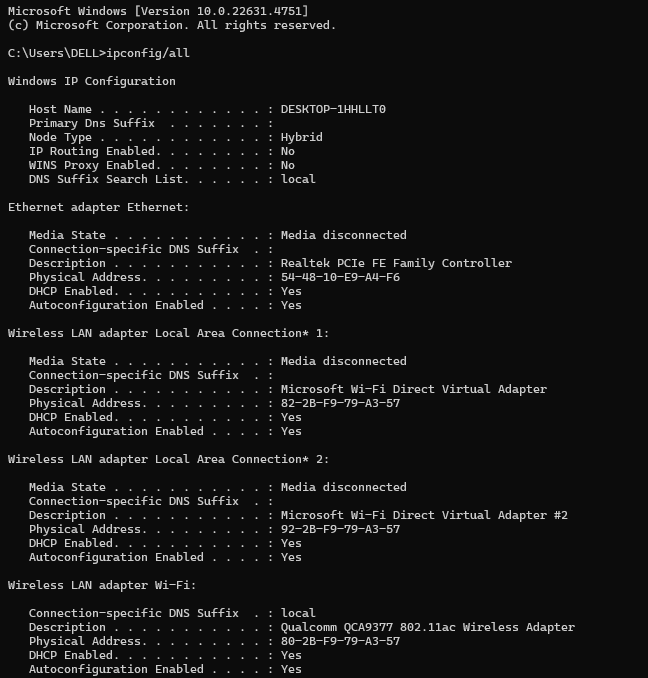 Microsoft Windows [Version 10.0.22631.4751]
(c) Microsoft Corporation. All rights reserved.
C:\Users\DELL>ipconfig/all
Windows IP Configuration
Host Name . . . . . . . . . . . . : DESKTOP-1HHLLT0
Primary Dns Suffix  . . . . . . . :
Node Type . . . . . . . . . . . . : Hybrid
IP Routing Enabled. . . . . . . . : No
WINS Proxy Enabled. . . . . . . . : No
DNS Suffix Search List. . . . . . : local
Ethernet adapter Ethernet:
Media State . . . . . . . . . . . : Media disconnected
Connection-specific DNS Suffix  . :
Description . . . . . . . . . . . : Realtek PCIe FE Family Controller
Physical Address. . . . . . . . . : 54-48-10-E9-A4-F6
DHCP Enabled. . . . . . . . . . . : Yes
Autoconfiguration Enabled . . . . : Yes
Wireless LAN adapter Local Area Connection* 1:
Media State . . . . . . . . . . . : Media disconnected
Connection-specific DNS Suffix  . :
Description . . . . . . . . . . . : Microsoft Wi-Fi Direct Virtual Adapter
Physical Address. . . . . . . . . : 82-2B-F9-79-A3-57
DHCP Enabled. . . . . . . . . . . : Yes
Autoconfiguration Enabled . . . . : Yes
Wireless LAN adapter Local Area Connection* 2:
Media State . . . . . . . . . . . : Media disconnected
Connection-specific DNS Suffix  . :
Description . . . . . . . . . . . : Microsoft Wi-Fi Direct Virtual Adapter #2
Physical Address. . . . . . . . . : 92-2B-F9-79-A3-57
DHCP Enabled. . . . . . . . . . . : Yes
Autoconfiguration Enabled . . . . : Yes
Wireless LAN adapter Wi-Fi:
Connection-specific DNS Suffix  . : local
Description . . . . . . . . . . . : Qualcomm QCA9377 802.11ac Wireless Adapter
Physical Address. . . . . . . . . : 80-2B-F9-79-A3-57
DHCP Enabled. . . . . . . . . . . : Yes
Autoconfiguration Enabled . . . . : Yes